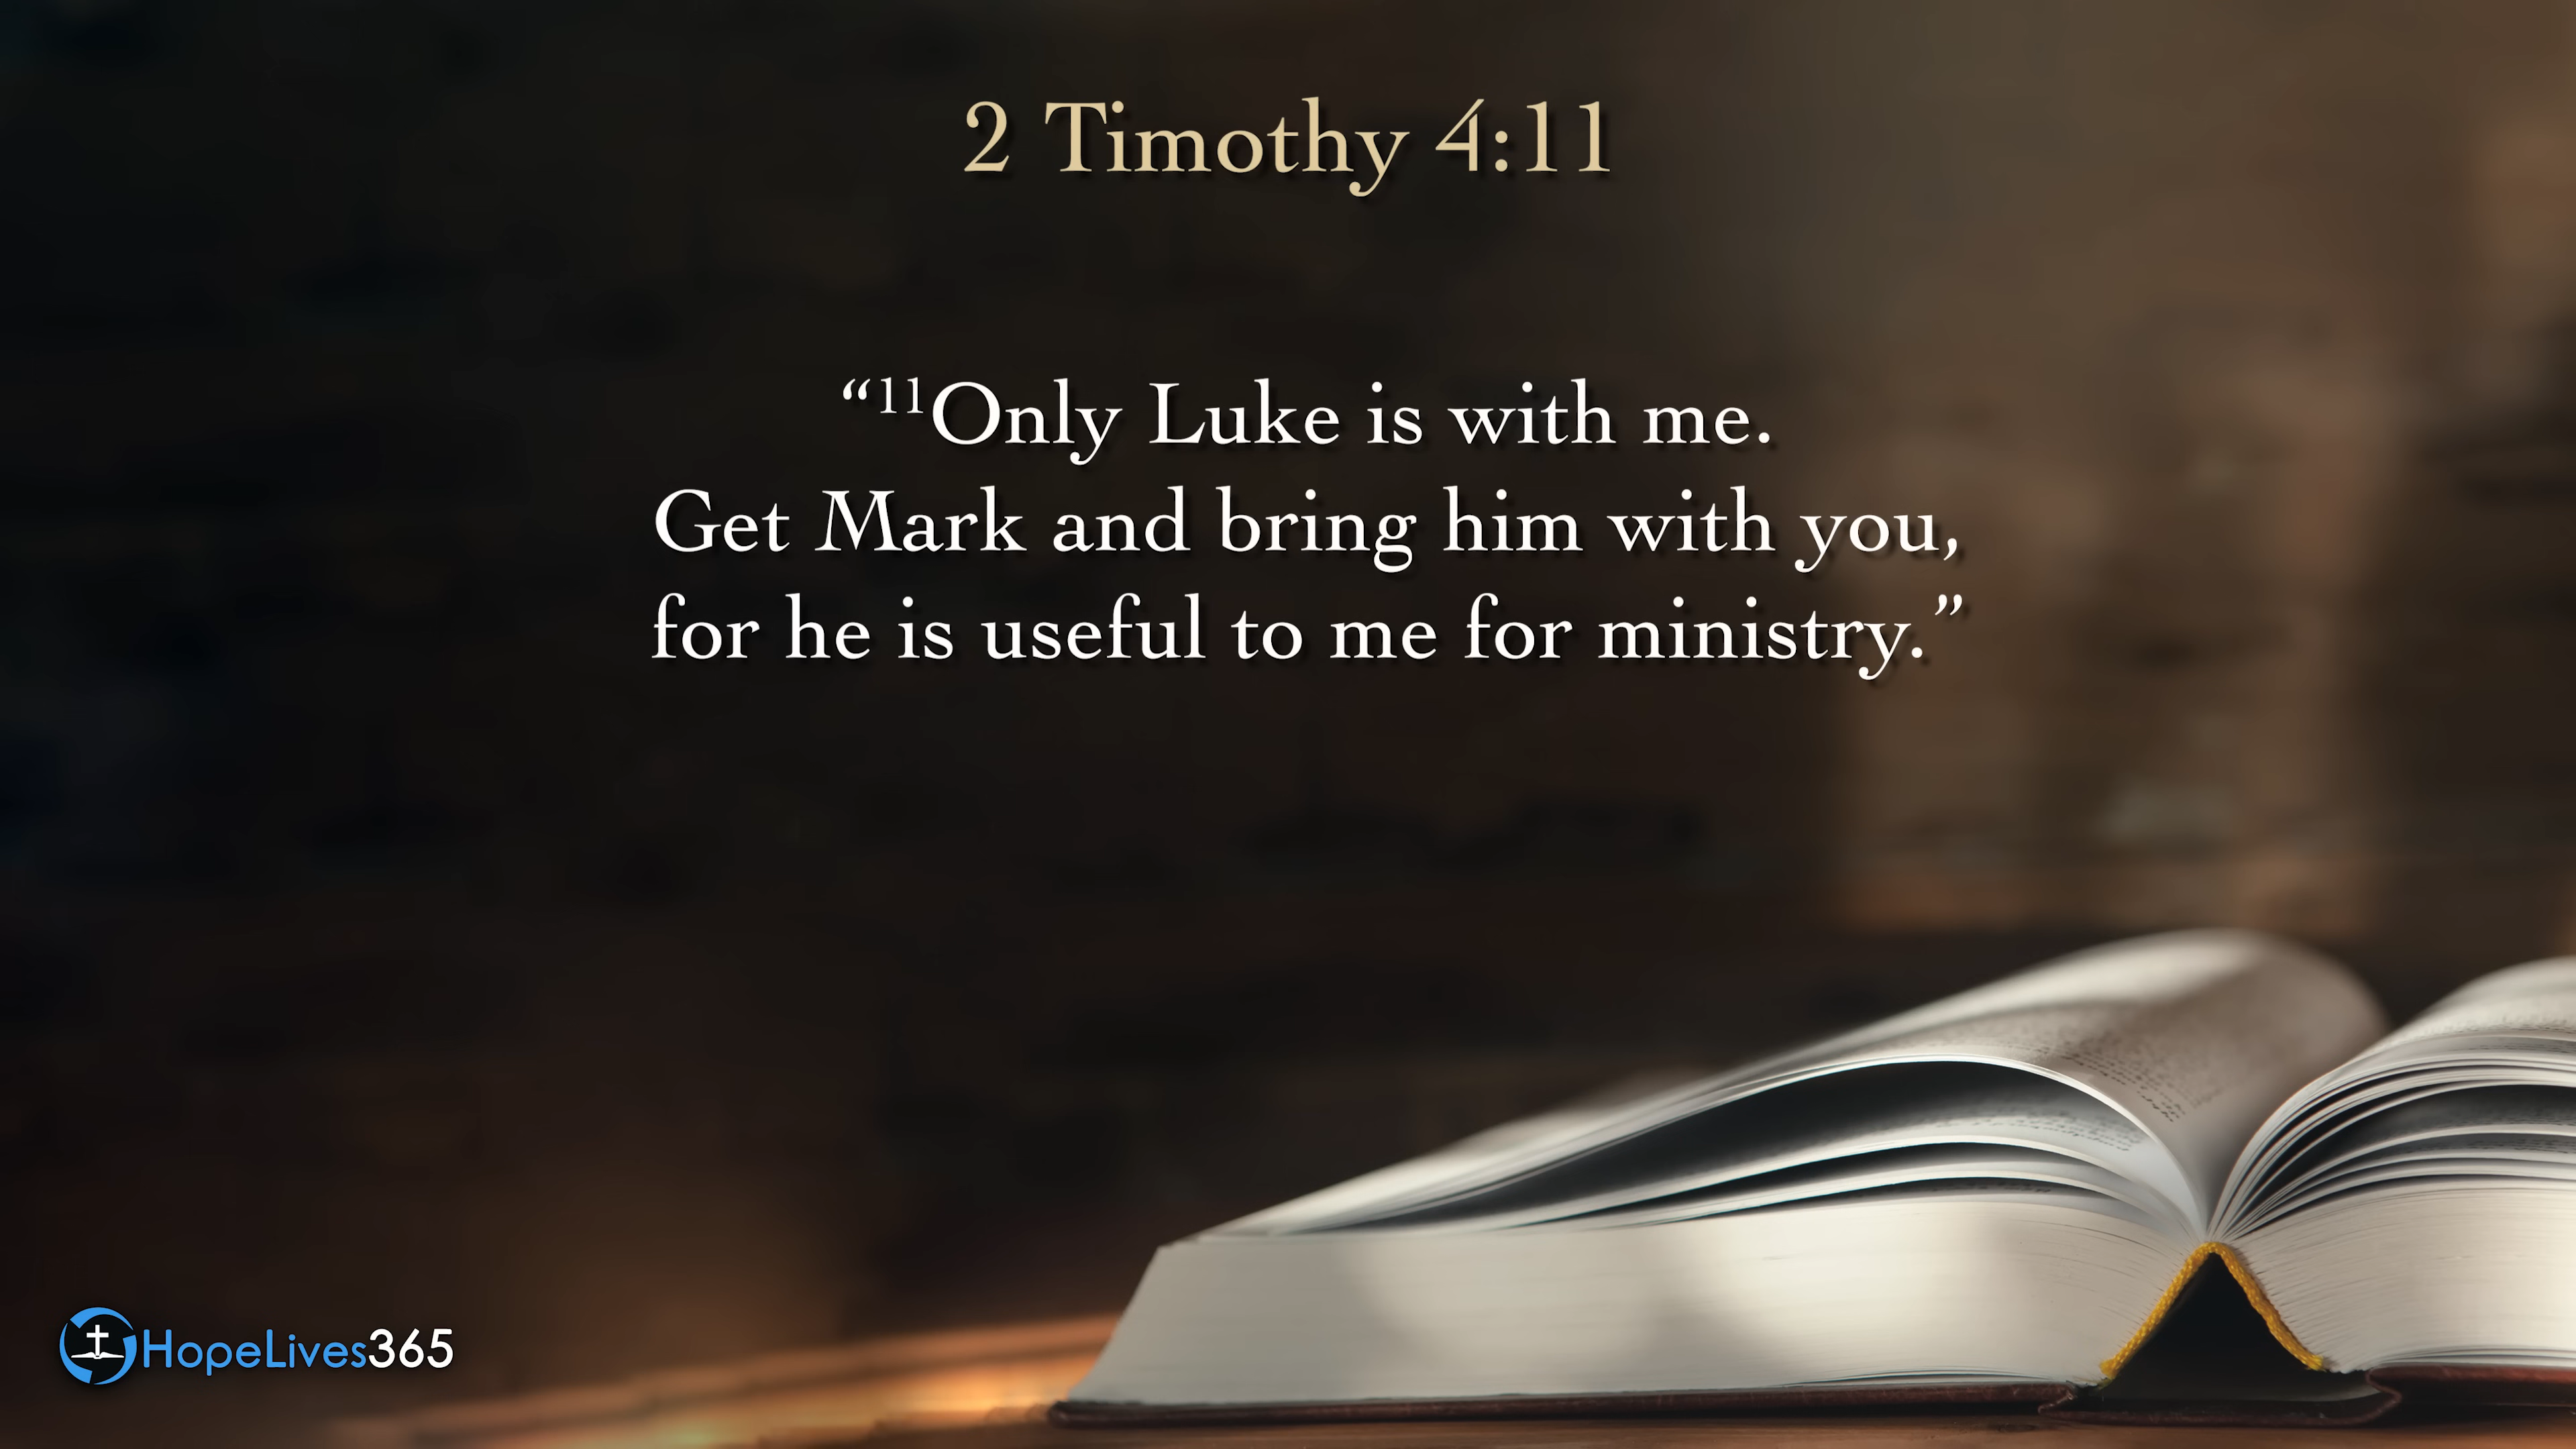 2 Timothy 4:11
“¹¹Only Luke is with me.
Get Mark and bring him with you,
for he is useful to me for ministry.”
HopeLives365